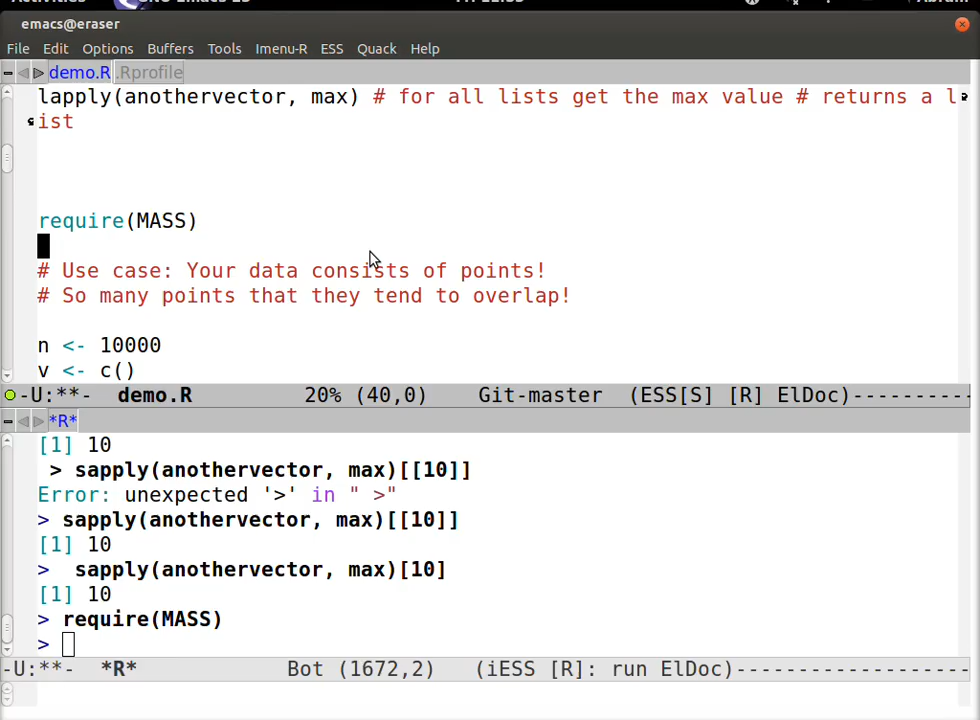 emacs@eraser
File Edit Options Buffers Tools Imenu-R ESS Quack Help
demo.R .Rprofile
lapply(anothervector, max) # for all lists get the max value # returns a l
ist
require(MASS)
# Use case: Your data consists of points!
# So many points that they tend to overlap!
n <- 10000
v <- c()
-U:**- demo.R 20% (40,0) Git-master (ESS[S] [R] ElDoc)----------
*R*
[1] 10
 > sapply(anothervector, max)[[10]]
Error: unexpected '>' in " >"
> sapply(anothervector, max)[[10]]
[1] 10
>  sapply(anothervector, max)[10]
[1] 10
> require(MASS)
>
-U:**- *R* Bot (1672,2) (iESS [R]: run ElDoc)-------------------